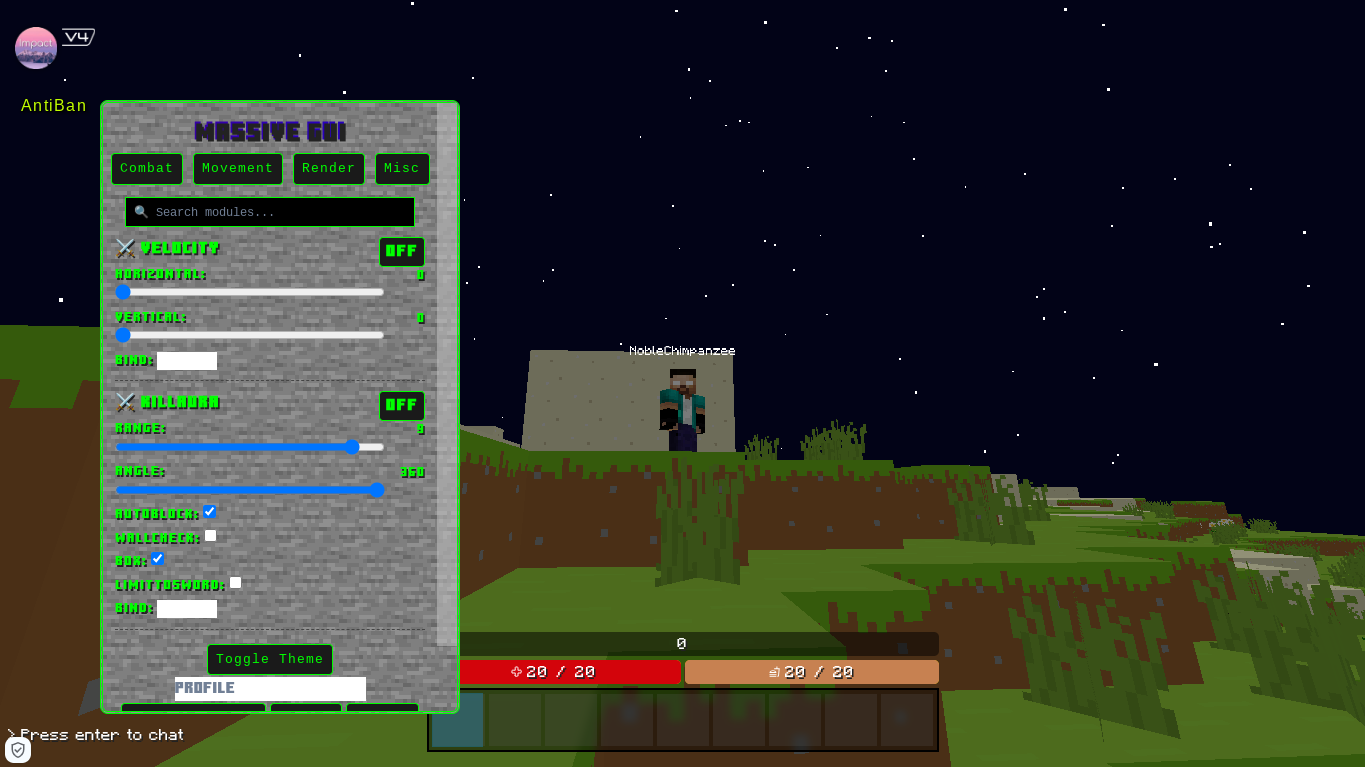 impact V4
AntiBan
MASSIVE GUI
Combat Movement Render Misc
Search modules...
VELOCITY OFF
HORIZONTAL: 0
VERTICAL: 0
BIND:
KILLAURA OFF
RANGE: 9
ANGLE: 360
AUTOBLOCK:
WALLCHECK:
BOX:
LIMITTOSWORD:
BIND:
Toggle Theme
PROFILE
NobleChimpanzee
0
20 / 20 20 / 20
> Press enter to chat